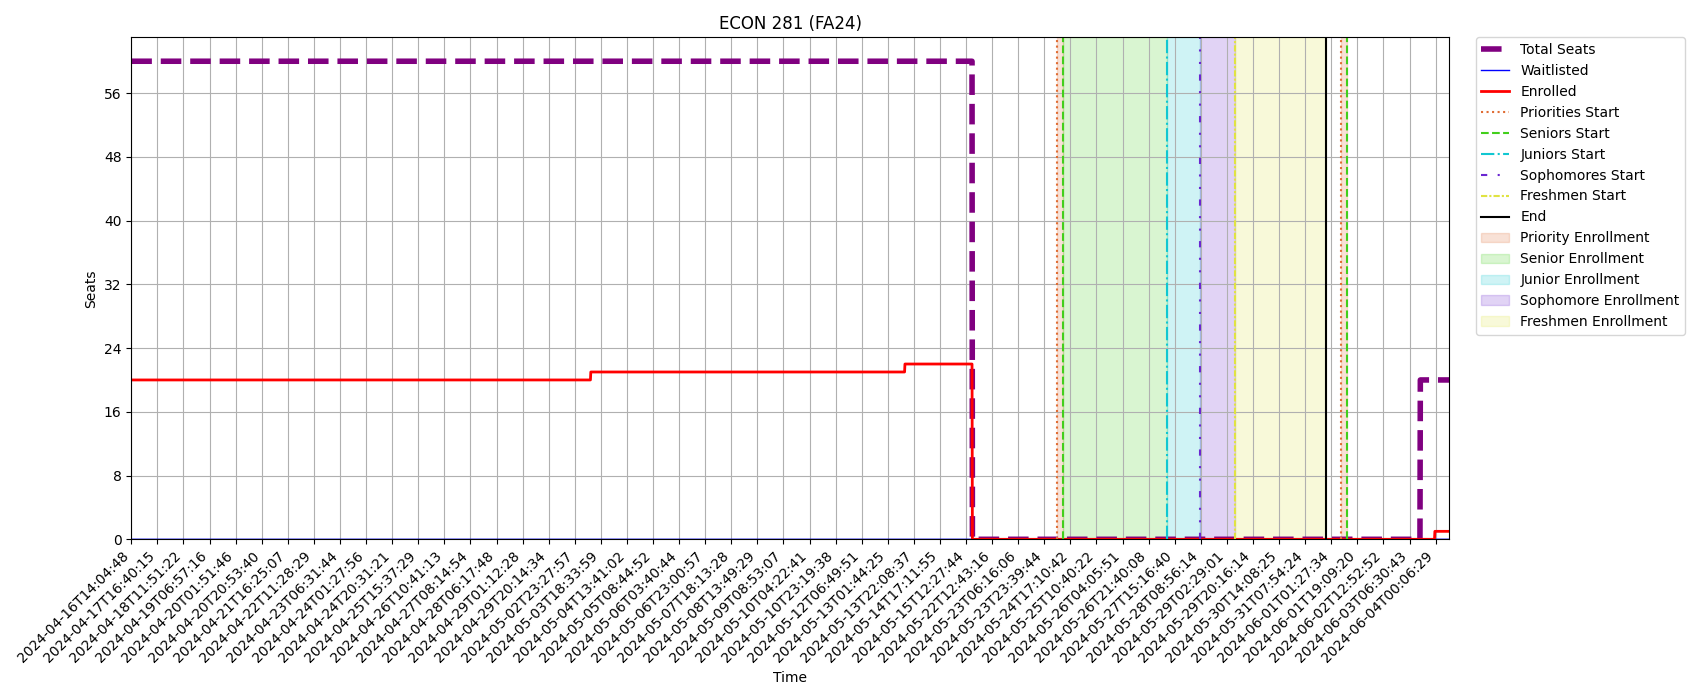 ECON 281 (FA24)
Seats
56
48
40
32
24
16
8
0
2024-04-16T14:04:48
2024-04-17T16:40:15
2024-04-18T11:51:22
2024-04-19T06:57:16
2024-04-20T01:51:46
2024-04-20T20:53:40
2024-04-21T16:25:07
2024-04-22T11:28:29
2024-04-23T06:31:44
2024-04-24T01:27:56
2024-04-24T20:31:21
2024-04-25T15:37:29
2024-04-26T10:41:13
2024-04-27T08:14:54
2024-04-28T06:17:48
2024-04-29T01:12:28
2024-04-29T20:14:34
2024-05-02T23:27:57
2024-05-03T18:33:59
2024-05-04T13:41:02
2024-05-05T08:44:52
2024-05-06T03:40:44
2024-05-06T23:00:57
2024-05-07T18:13:28
2024-05-08T13:49:29
2024-05-09T08:53:07
2024-05-10T04:22:41
2024-05-10T23:19:38
2024-05-12T06:49:51
2024-05-13T01:44:25
2024-05-13T22:08:37
2024-05-14T17:11:55
2024-05-15T12:27:44
2024-05-22T12:43:16
2024-05-23T06:16:06
2024-05-23T23:39:44
2024-05-24T17:10:42
2024-05-25T10:40:22
2024-05-26T04:05:51
2024-05-26T21:40:08
2024-05-27T15:16:40
2024-05-28T08:56:14
2024-05-29T02:29:01
2024-05-29T20:16:14
2024-05-30T14:08:25
2024-05-31T07:54:24
2024-06-01T01:27:34
2024-06-01T19:09:20
2024-06-02T12:52:52
2024-06-03T06:30:43
2024-06-04T00:06:29
Time
Total Seats
Waitlisted
Enrolled
Priorities Start
Seniors Start
Juniors Start
Sophomores Start
Freshmen Start
End
Priority Enrollment
Senior Enrollment
Junior Enrollment
Sophomore Enrollment
Freshmen Enrollment